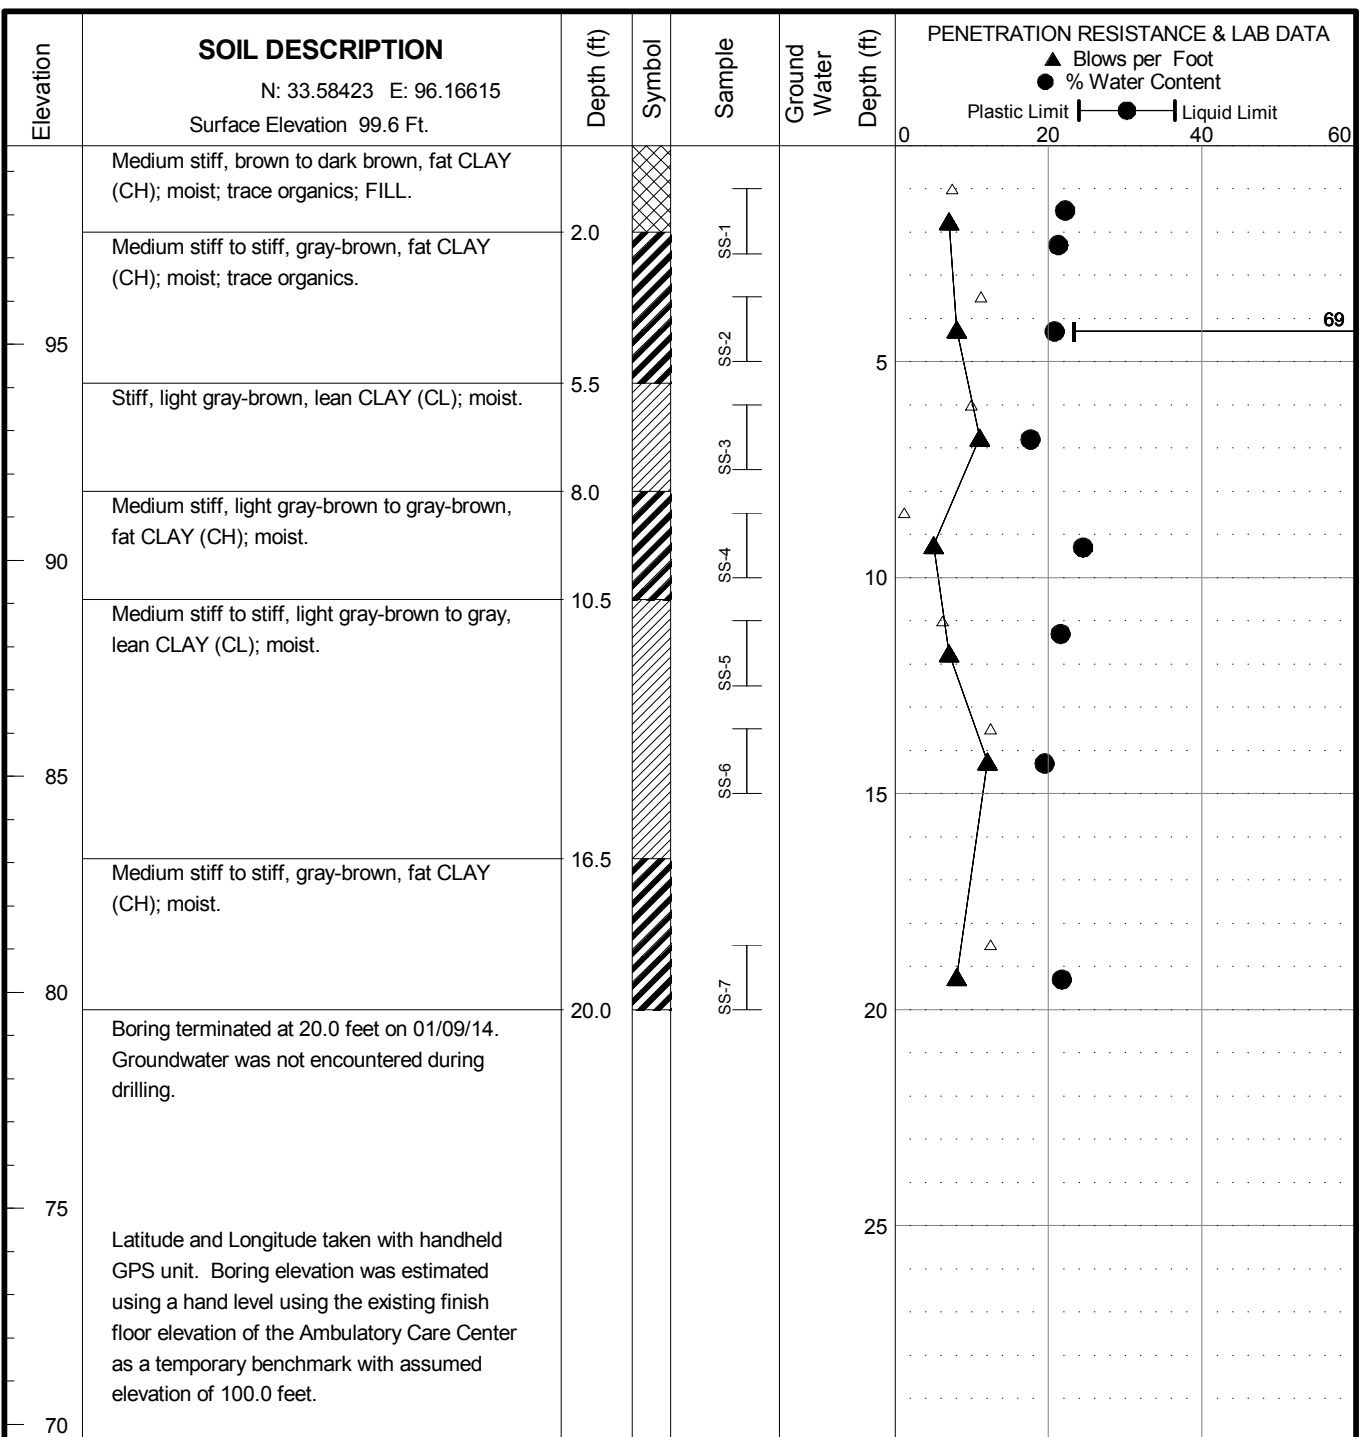 Elevation
SOIL DESCRIPTION
N: 33.58423 E: 96.16615
Surface Elevation 99.6 Ft.
Depth (ft)
Symbol
Sample
Ground
Water
Depth (ft)
PENETRATION RESISTANCE & LAB DATA
Blows per Foot
% Water Content
Plastic Limit
Liquid Limit
0 20 40 60
Medium stiff, brown to dark brown, fat CLAY
(CH); moist; trace organics; FILL.
2.0
SS-1
Medium stiff to stiff, gray-brown, fat CLAY
(CH); moist; trace organics.
95
SS-2
69
5
5.5
Stiff, light gray-brown, lean CLAY (CL); moist.
SS-3
8.0
Medium stiff, light gray-brown to gray-brown,
fat CLAY (CH); moist.
90
SS-4
10
10.5
Medium stiff to stiff, light gray-brown to gray,
lean CLAY (CL); moist.
SS-5
85
SS-6
15
16.5
Medium stiff to stiff, gray-brown, fat CLAY
(CH); moist.
80
SS-7
20.0
20
Boring terminated at 20.0 feet on 01/09/14.
Groundwater was not encountered during
drilling.
75
25
Latitude and Longitude taken with handheld
GPS unit. Boring elevation was estimated
using a hand level using the existing finish
floor elevation of the Ambulatory Care Center
as a temporary benchmark with assumed
elevation of 100.0 feet.
70